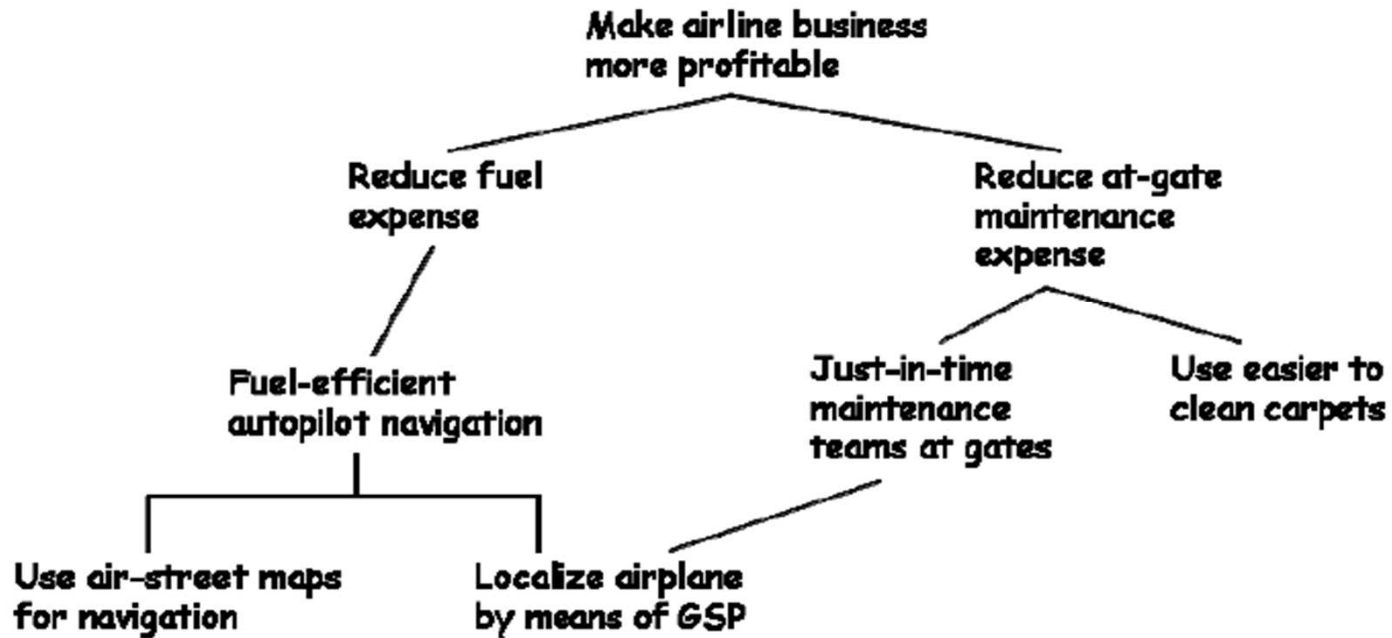 Make airline business
more profitable
Reduce fuel
expense
Reduce at-gate
maintenance
expense
Fuel-efficient
autopilot navigation
Just-in-time
maintenance
teams at gates
Use easier to
clean carpets
Use air-street maps
for navigation
Localize airplane
by means of GSP